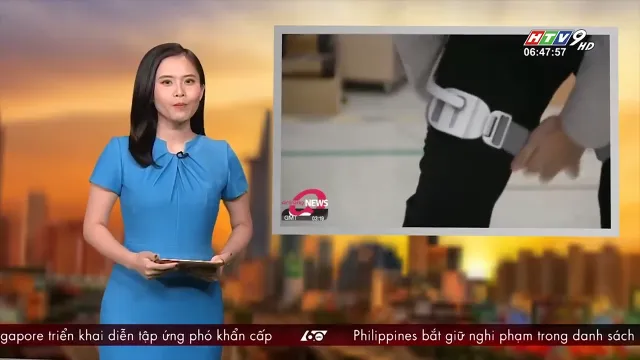 HTV9 HD
06:47:57
NEWS
GMT 03:19
gapore triển khai diễn tập ứng phó khẩn cấp
60
Philippines bắt giữ nghi phạm trong danh sách